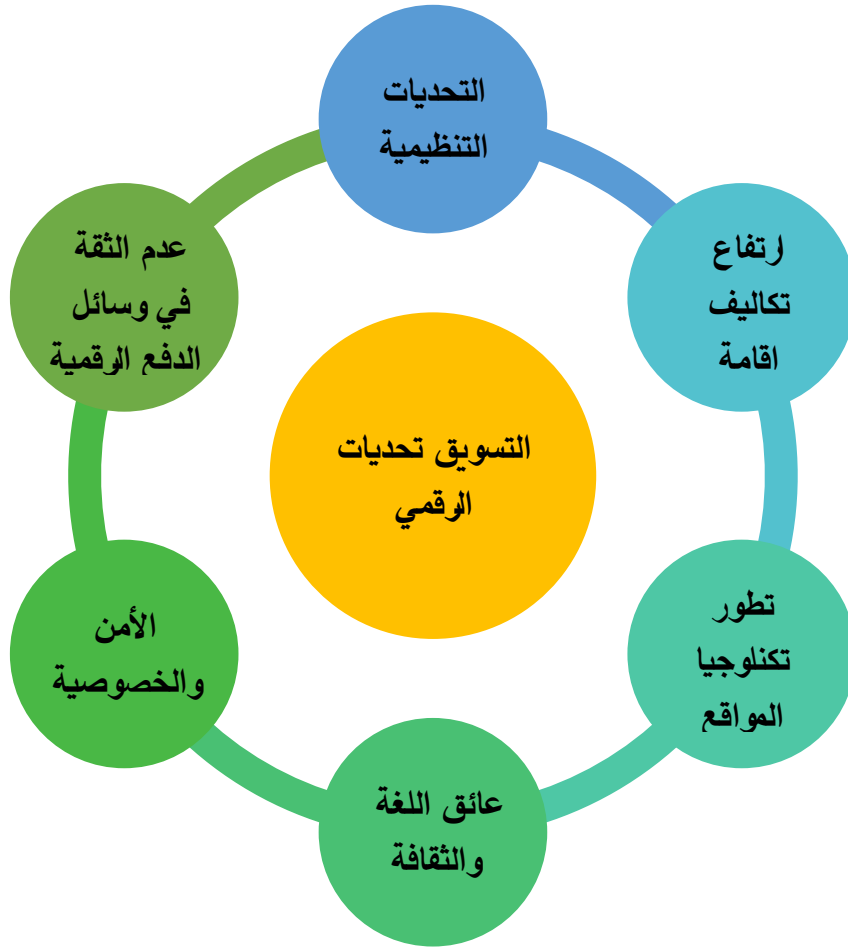 التحديات
التنظيمية
ارتفاع
تكاليف
اقامة
تطور
تكنلوجيا
المواقع
عائق اللغة
والثقافة
الأمن
والخصوصية
عدم الثقة
في وسائل
الدفع الرقمية
التسويق تحديات
الرقمي